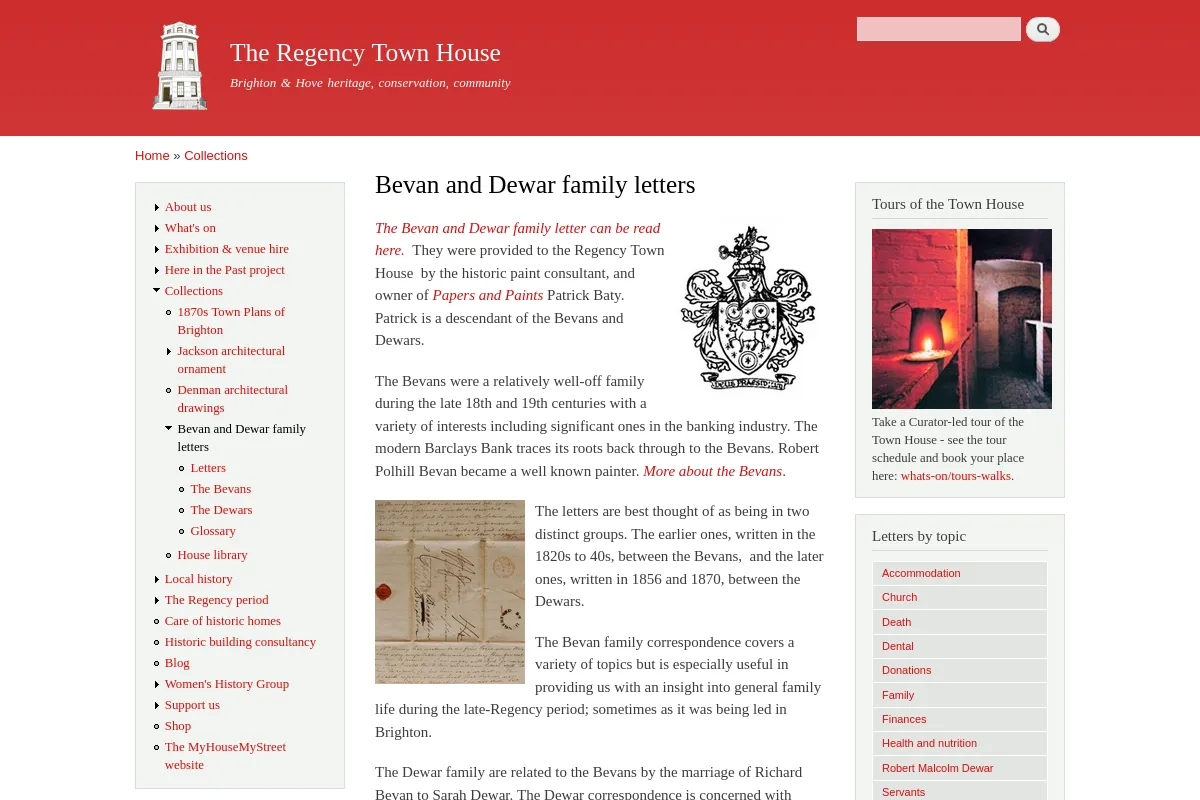 The Regency Town House
Brighton & Hove heritage, conservation, community
Home » Collections
About us
What's on
Exhibition & venue hire
Here in the Past project
Collections
1870s Town Plans of
Brighton
Jackson architectural
ornament
Denman architectural
drawings
Bevan and Dewar family
letters
Letters
The Bevans
The Dewars
Glossary
House library
Local history
The Regency period
Care of historic homes
Historic building consultancy
Blog
Women's History Group
Support us
Shop
The MyHouseMyStreet
website
Bevan and Dewar family letters
The Bevan and Dewar family letter can be read
here.  They were provided to the Regency Town
House  by the historic paint consultant, and
owner of Papers and Paints Patrick Baty.
Patrick is a descendant of the Bevans and
Dewars.
DEUS PRAESIDIUM
The Bevans were a relatively well-off family
during the late 18th and 19th centuries with a
variety of interests including significant ones in the banking industry. The
modern Barclays Bank traces its roots back through to the Bevans. Robert
Polhill Bevan became a well known painter. More about the Bevans.
The letters are best thought of as being in two
distinct groups. The earlier ones, written in the
1820s to 40s, between the Bevans,  and the later
ones, written in 1856 and 1870, between the
Dewars.
The Bevan family correspondence covers a
variety of topics but is especially useful in
providing us with an insight into general family
life during the late-Regency period; sometimes as it was being led in
Brighton.
The Dewar family are related to the Bevans by the marriage of Richard
Bevan to Sarah Dewar. The Dewar correspondence is concerned with
Tours of the Town House
Take a Curator-led tour of the
Town House - see the tour
schedule and book your place
here: whats-on/tours-walks.
Letters by topic
Accommodation
Church
Death
Dental
Donations
Family
Finances
Health and nutrition
Robert Malcolm Dewar
Servants